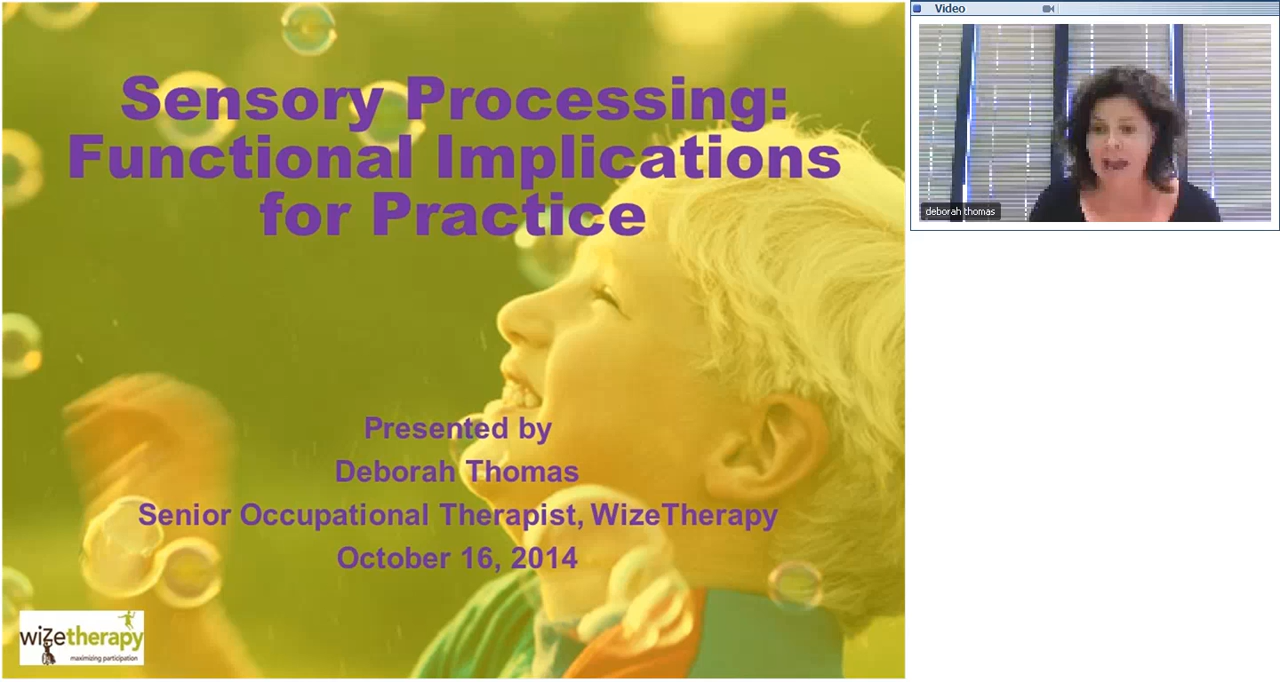 Sensory Processing:
Functional Implications
for Practice
Presented by
Deborah Thomas
Senior Occupational Therapist, WizeTherapy
October 16, 2014
wizetherapy
maximizing participation
Video
deborah thomas